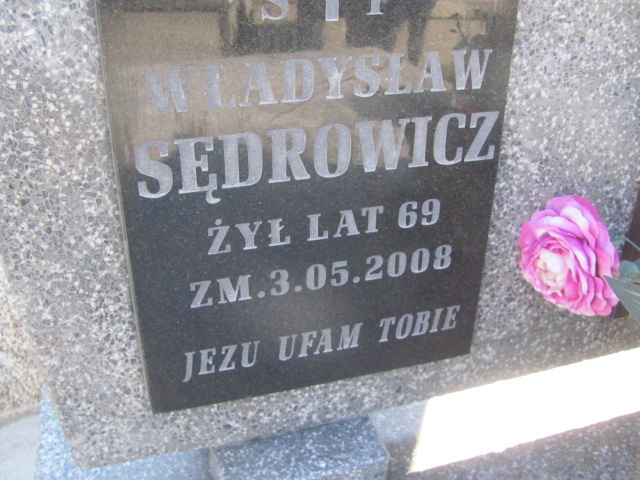 Ś † P
WŁADYSŁAW
SĘDROWICZ
ŻYŁ LAT 69
ZM.3.05.2008
JEZU UFAM TOBIE